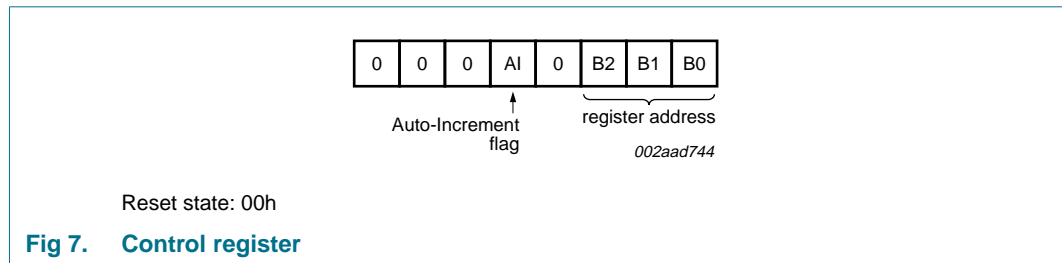 0 0 0 AI 0 B2 B1 B0
Auto-Increment
flag
register address
002aad744
Reset state: 00h
Fig 7. Control register